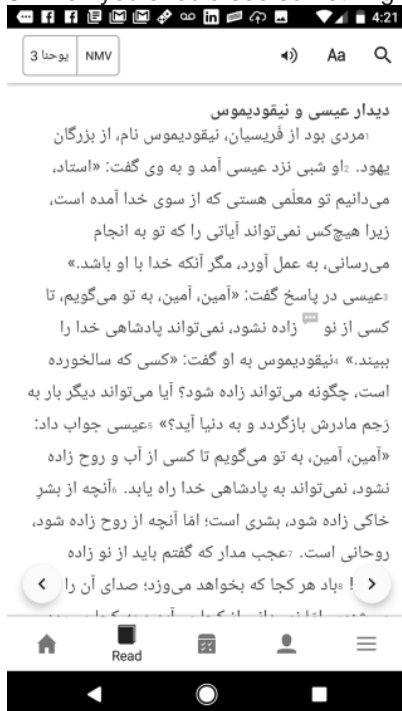 4:21
یوحنا 3
NMV
Aa
دیدار عیسی و نیقودیموس
۱مردی بود از فَریسیان، نیقودیموس نام، از بزرگان
یهود. ۲او شبی نزد عیسی آمد و به وی گفت: «استاد،
می‌دانیم تو معلّمی هستی که از سوی خدا آمده است،
زیرا هیچ‌کس نمی‌تواند آیاتی را که تو به انجام
می‌رسانی، به عمل آورد، مگر آنکه خدا با او باشد.»
۳عیسی در پاسخ گفت: «آمین، آمین، به تو می‌گویم، تا
کسی از نو زاده نشود، نمی‌تواند پادشاهی خدا را
ببیند.» ۴نیقودیموس به او گفت: «کسی که سالخورده
است، چگونه می‌تواند زاده شود؟ آیا می‌تواند دیگر بار به
رَحِم مادرش بازگردد و به دنیا آید؟» ۵عیسی جواب داد:
«آمین، آمین، به تو می‌گویم تا کسی از آب و روح زاده
نشود، نمی‌تواند به پادشاهی خدا راه یابد. ۶آنچه از بشرِ
خاکی زاده شود، بشری است؛ امّا آنچه از روح زاده شود،
روحانی است. ۷عجب مدار که گفتم باید از نو زاده
! ۸باد هر کجا که بخواهد می‌وزد؛ صدای آن را
Read